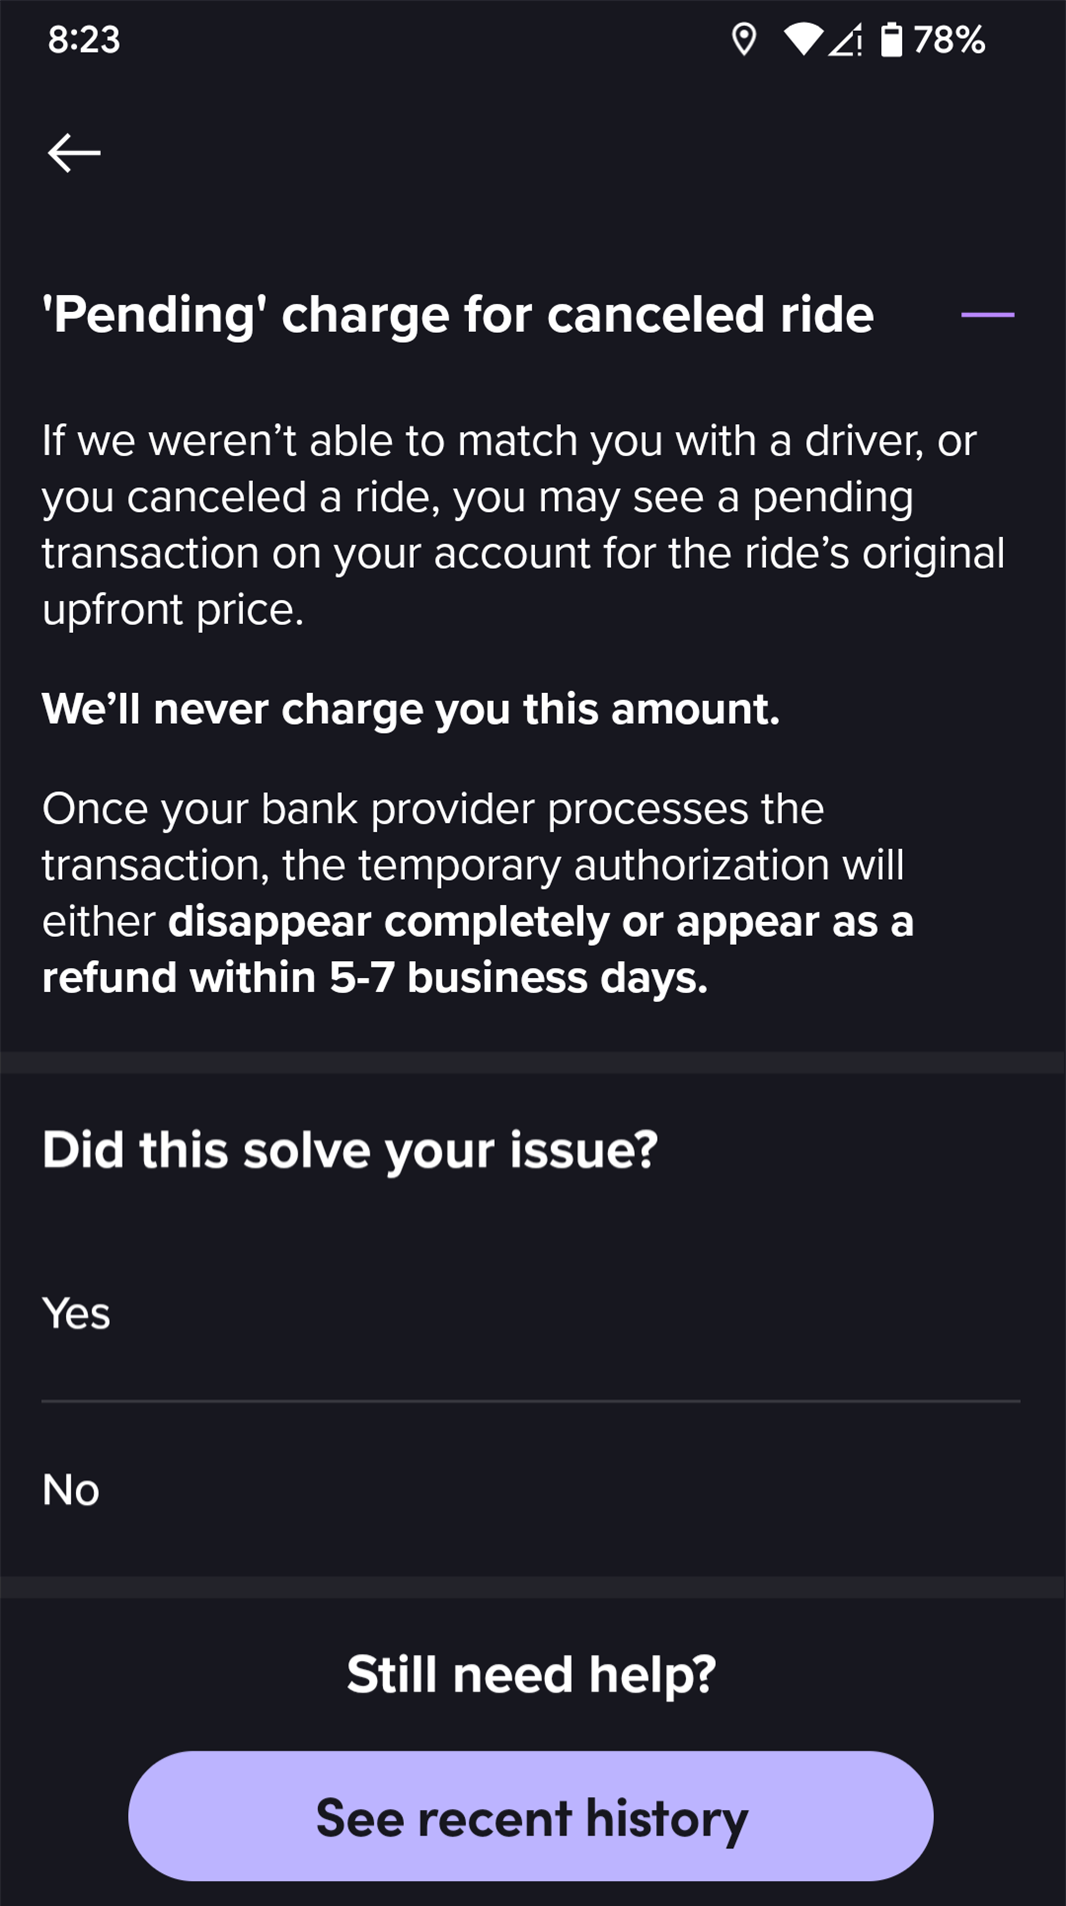 8:23
78%
'Pending' charge for canceled ride
If we weren’t able to match you with a driver, or
you canceled a ride, you may see a pending
transaction on your account for the ride’s original
upfront price.
We’ll never charge you this amount.
Once your bank provider processes the
transaction, the temporary authorization will
either disappear completely or appear as a
refund within 5-7 business days.
Did this solve your issue?
Yes
No
Still need help?
See recent history